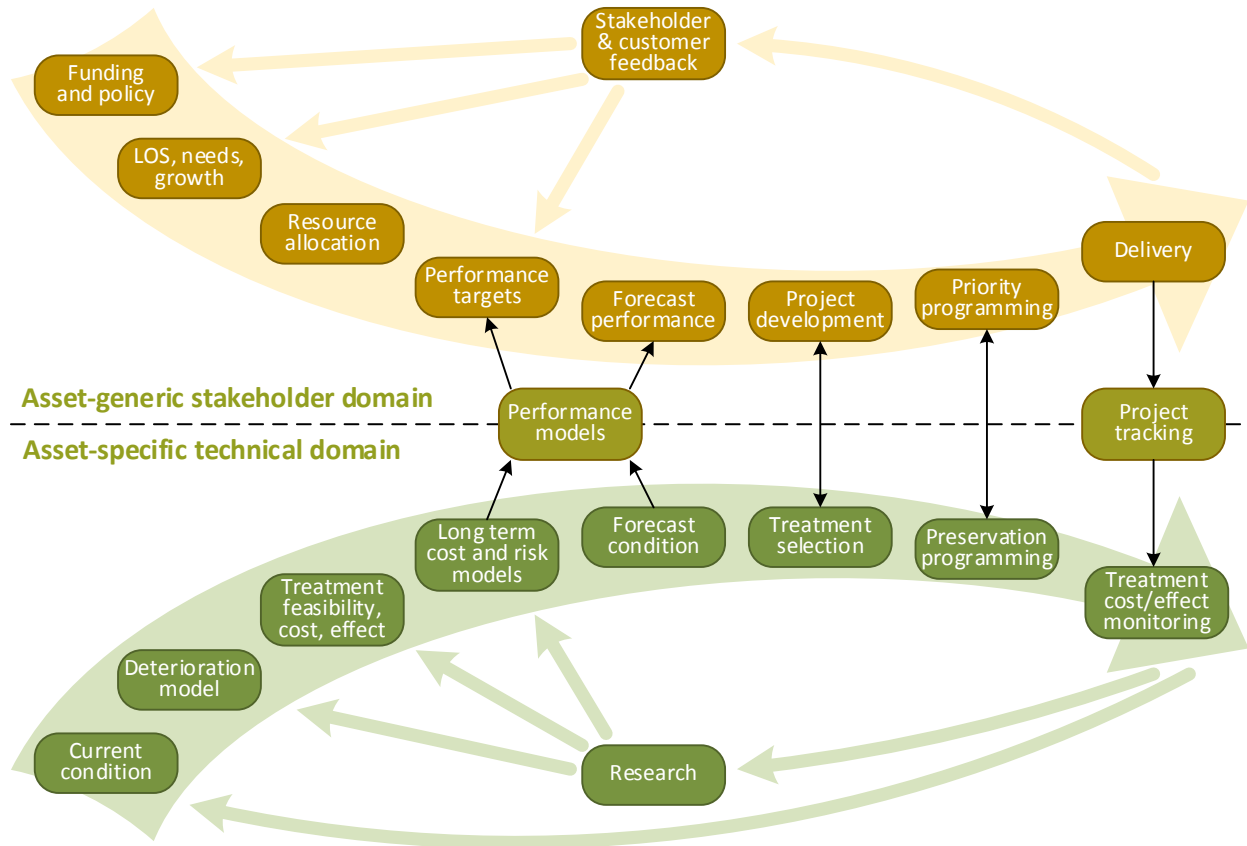 Stakeholder
& customer
feedback
Funding
and policy
LOS, needs,
growth
Resource
allocation
Performance
targets
Forecast
performance
Project
development
Priority
programming
Delivery
Asset-generic stakeholder domain
Performance
models
Project
tracking
Asset-specific technical domain
Long term
cost and risk
models
Forecast
condition
Treatment
selection
Preservation
programming
Treatment
cost/effect
monitoring
Treatment
feasibility,
cost, effect
Deterioration
model
Current
condition
Research